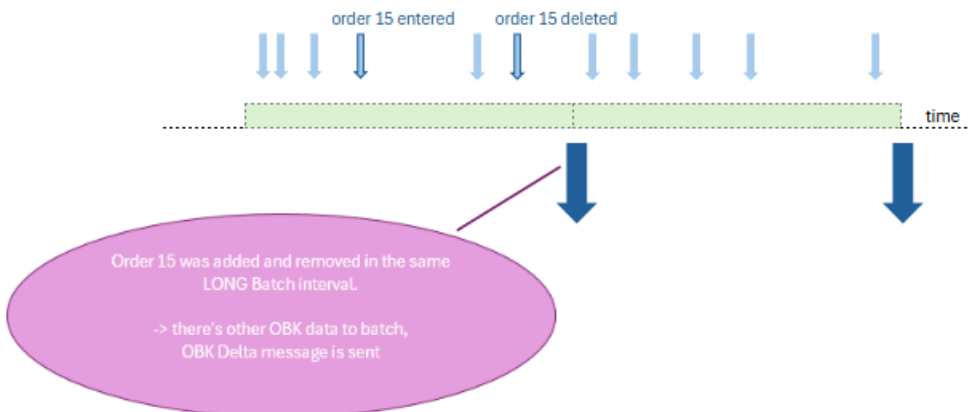 order 15 entered
order 15 deleted
time
Order 15 was added and removed in the same
LONG Batch interval.
-> there's other OBK data to batch,
OBK Delta message is sent